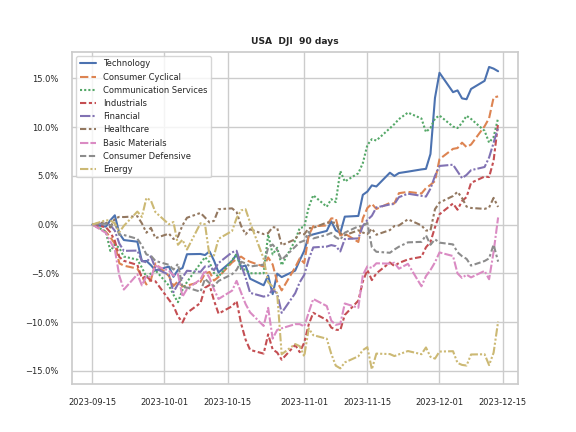 USA DJI 90 days
Technology
Consumer Cyclical
Communication Services
Industrials
Financial
Healthcare
Basic Materials
Consumer Defensive
Energy
15.0%
10.0%
5.0%
0.0%
−5.0%
−10.0%
−15.0%
2023-09-15 2023-10-01 2023-10-15 2023-11-01 2023-11-15 2023-12-01 2023-12-15